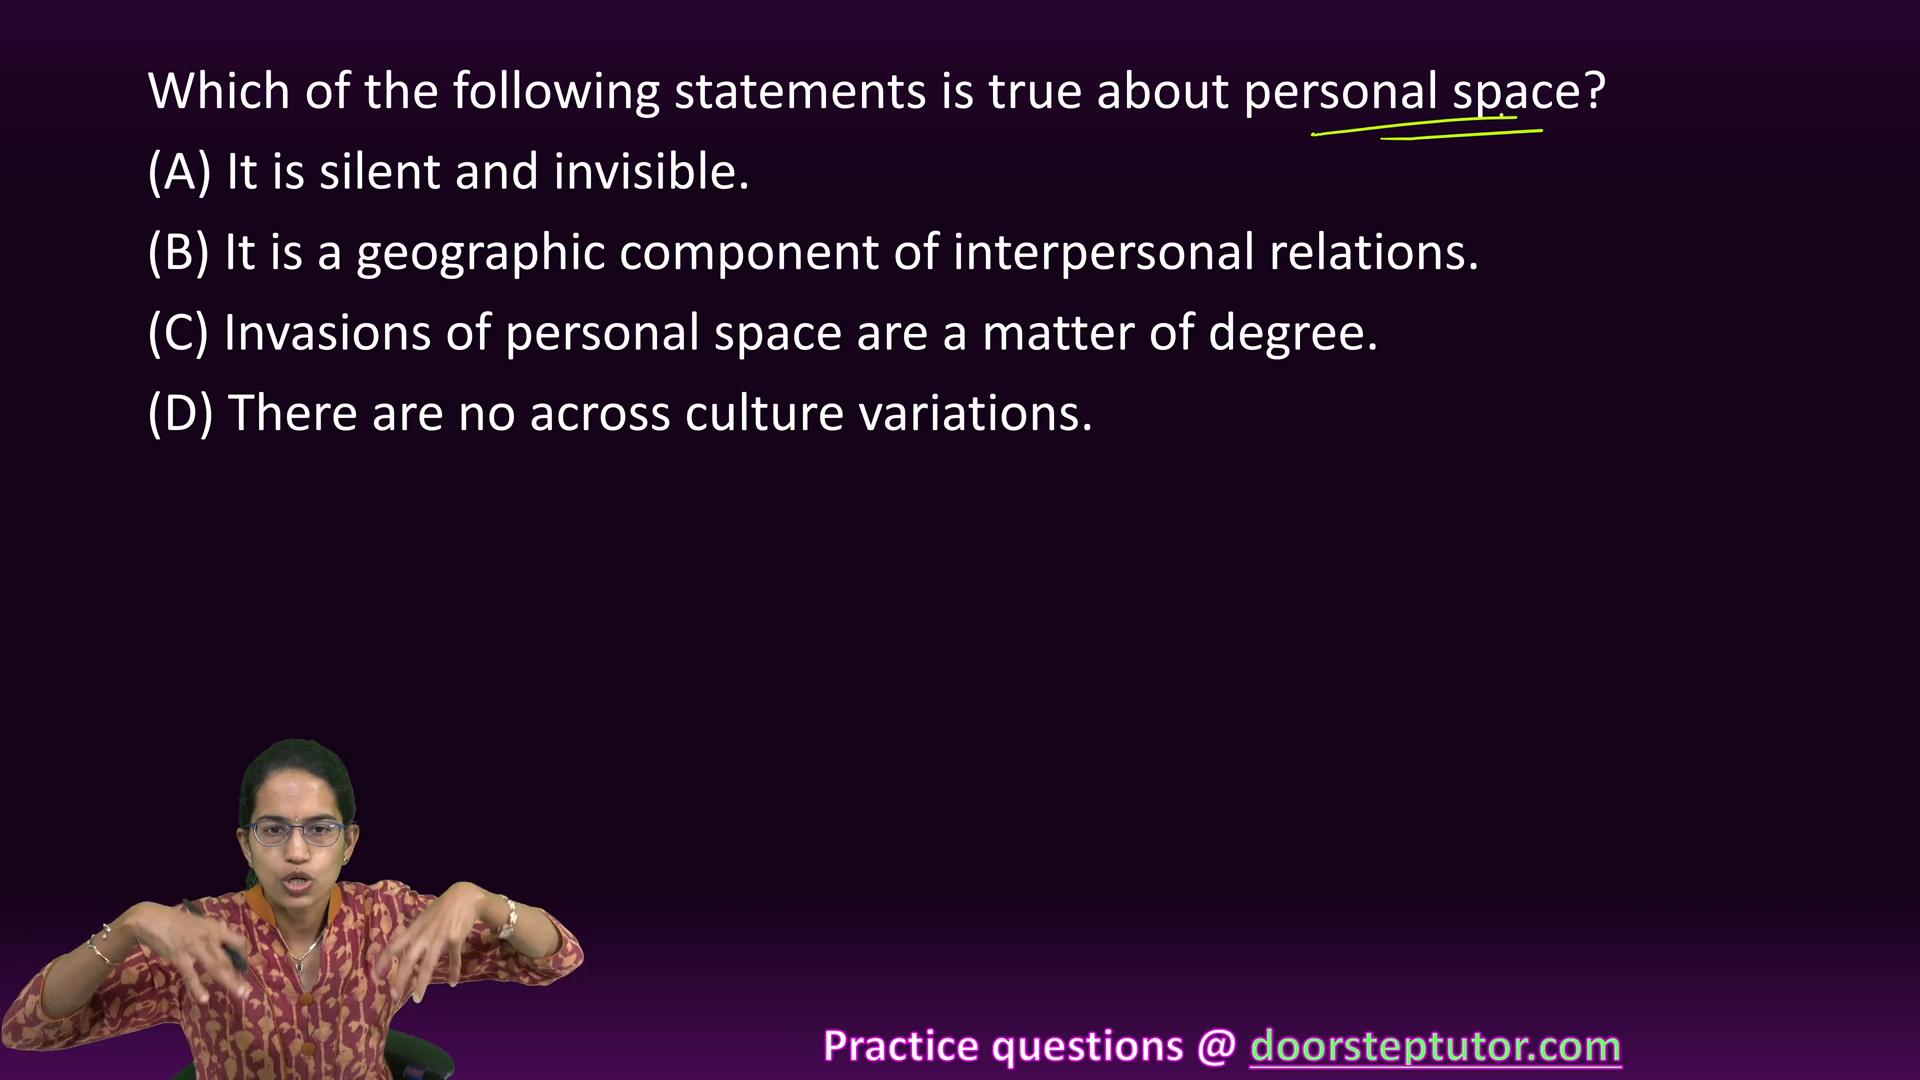 Which of the following statements is true about personal space?
(A) It is silent and invisible.
(B) It is a geographic component of interpersonal relations.
(C) Invasions of personal space are a matter of degree.
(D) There are no across culture variations.
Practice questions @ doorsteptutor.com